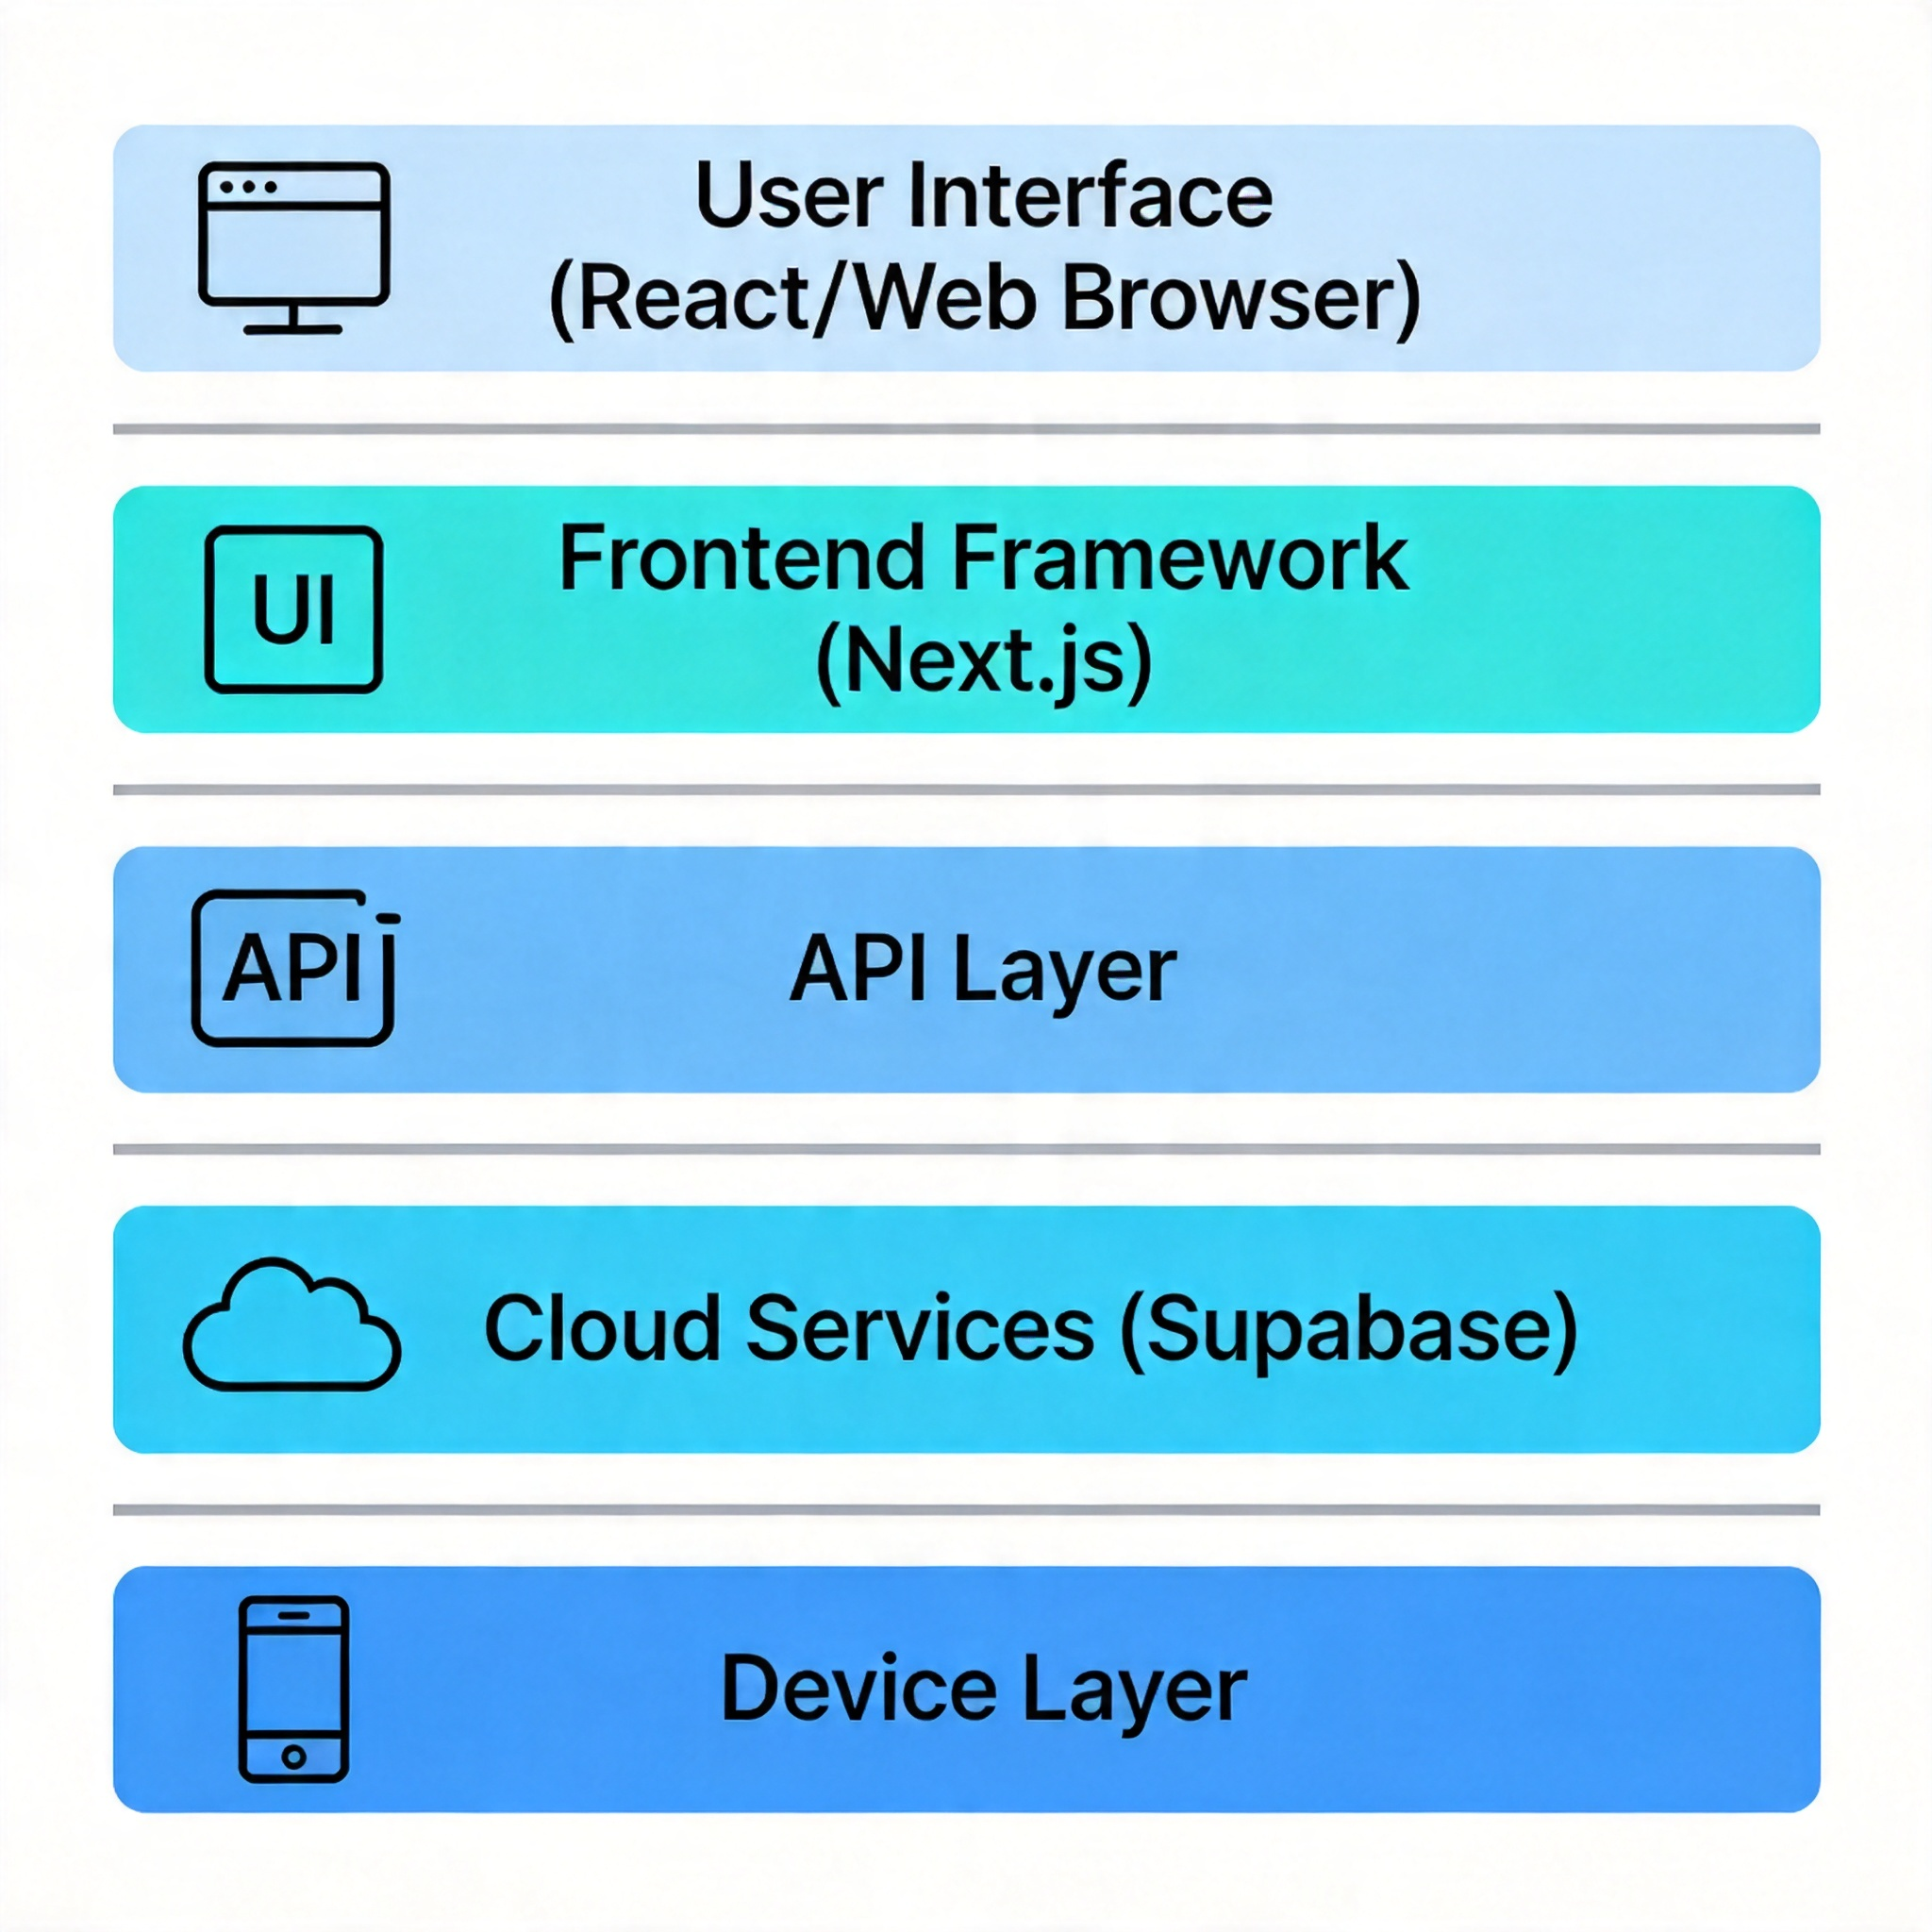 User Interface
(React/Web Browser)
UI
Frontend Framework
(Next.js)
API
API Layer
Cloud Services (Supabase)
Device Layer